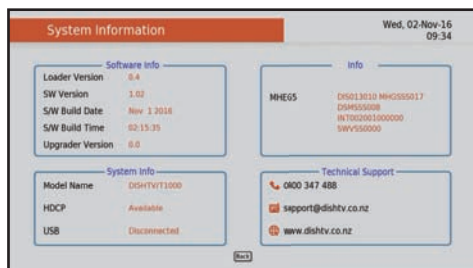 System Information
Wed, 02-Nov-16
09:34
Software Info
Loader Version 0.4
SW Version 1.02
S/W Build Date Nov 1 2016
S/W Build Time 02:15:35
Upgrader Version 0.0
Info
MHEG5 DIS013010 MHGSSS017
DSMSSS008
INT002001000000
SWVSS0000
System Info
Model Name DISHTV/T1000
HDCP Available
USB Disconnected
Technical Support
0800 347 488
support@dishtv.co.nz
www.dishtv.co.nz
Back